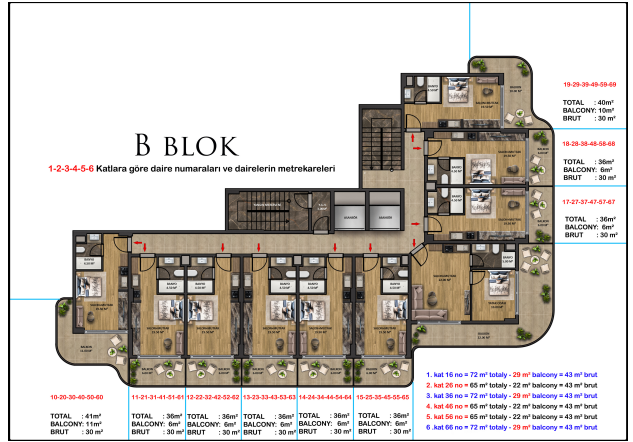 B BLOK
1-2-3-4-5-6 Katlara göre daire numaraları ve dairelerin metrekareleri
19-29-39-49-59-69
TOTAL : 40m²
BALCONY: 10m²
BRUT : 30 m²
18-28-38-48-58-68
TOTAL : 36m²
BALCONY: 6m²
BRUT : 30 m²
17-27-37-47-57-67
TOTAL : 36m²
BALCONY: 6m²
BRUT : 30 m²
ASANSÖR
ASANSÖR
10-20-30-40-50-60
TOTAL : 41m²
BALCONY: 11m²
BRUT : 30 m²
11-21-31-41-51-61
TOTAL : 36m²
BALCONY: 6m²
BRUT : 30 m²
12-22-32-42-52-62
TOTAL : 36m²
BALCONY: 6m²
BRUT : 30 m²
13-23-33-43-53-63
TOTAL : 36m²
BALCONY: 6m²
BRUT : 30 m²
14-24-34-44-54-64
TOTAL : 36m²
BALCONY: 6m²
BRUT : 30 m²
15-25-35-45-55-65
TOTAL : 36m²
BALCONY: 6m²
BRUT : 30 m²
1. kat 16 no = 72 m² totaly - 29 m² balcony = 43 m² brut
2. kat 26 no = 65 m² totaly - 22 m² balcony = 43 m² brut
3. kat 36 no = 72 m² totaly - 29 m² balcony = 43 m² brut
4. kat 46 no = 65 m² totaly - 22 m² balcony = 43 m² brut
5. kat 56 no = 65 m² totaly - 22 m² balcony = 43 m² brut
6 .kat 66 no = 72 m² totaly - 29 m² balcony = 43 m² brut